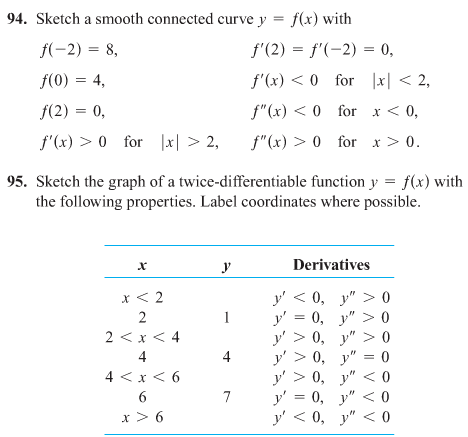 94. Sketch a smooth connected curve y = f(x) with
f(−2) = 8, f′(2) = f′(−2) = 0,
f(0) = 4, f′(x) < 0 for |x| < 2,
f(2) = 0, f″(x) < 0 for x < 0,
f′(x) > 0 for |x| > 2, f″(x) > 0 for x > 0.
95. Sketch the graph of a twice-differentiable function y = f(x) with
the following properties. Label coordinates where possible.
x y Derivatives
x < 2 y′ < 0, y″ > 0
2 1 y′ = 0, y″ > 0
2 < x < 4 y′ > 0, y″ > 0
4 4 y′ > 0, y″ = 0
4 < x < 6 y′ > 0, y″ < 0
6 7 y′ = 0, y″ < 0
x > 6 y′ < 0, y″ < 0